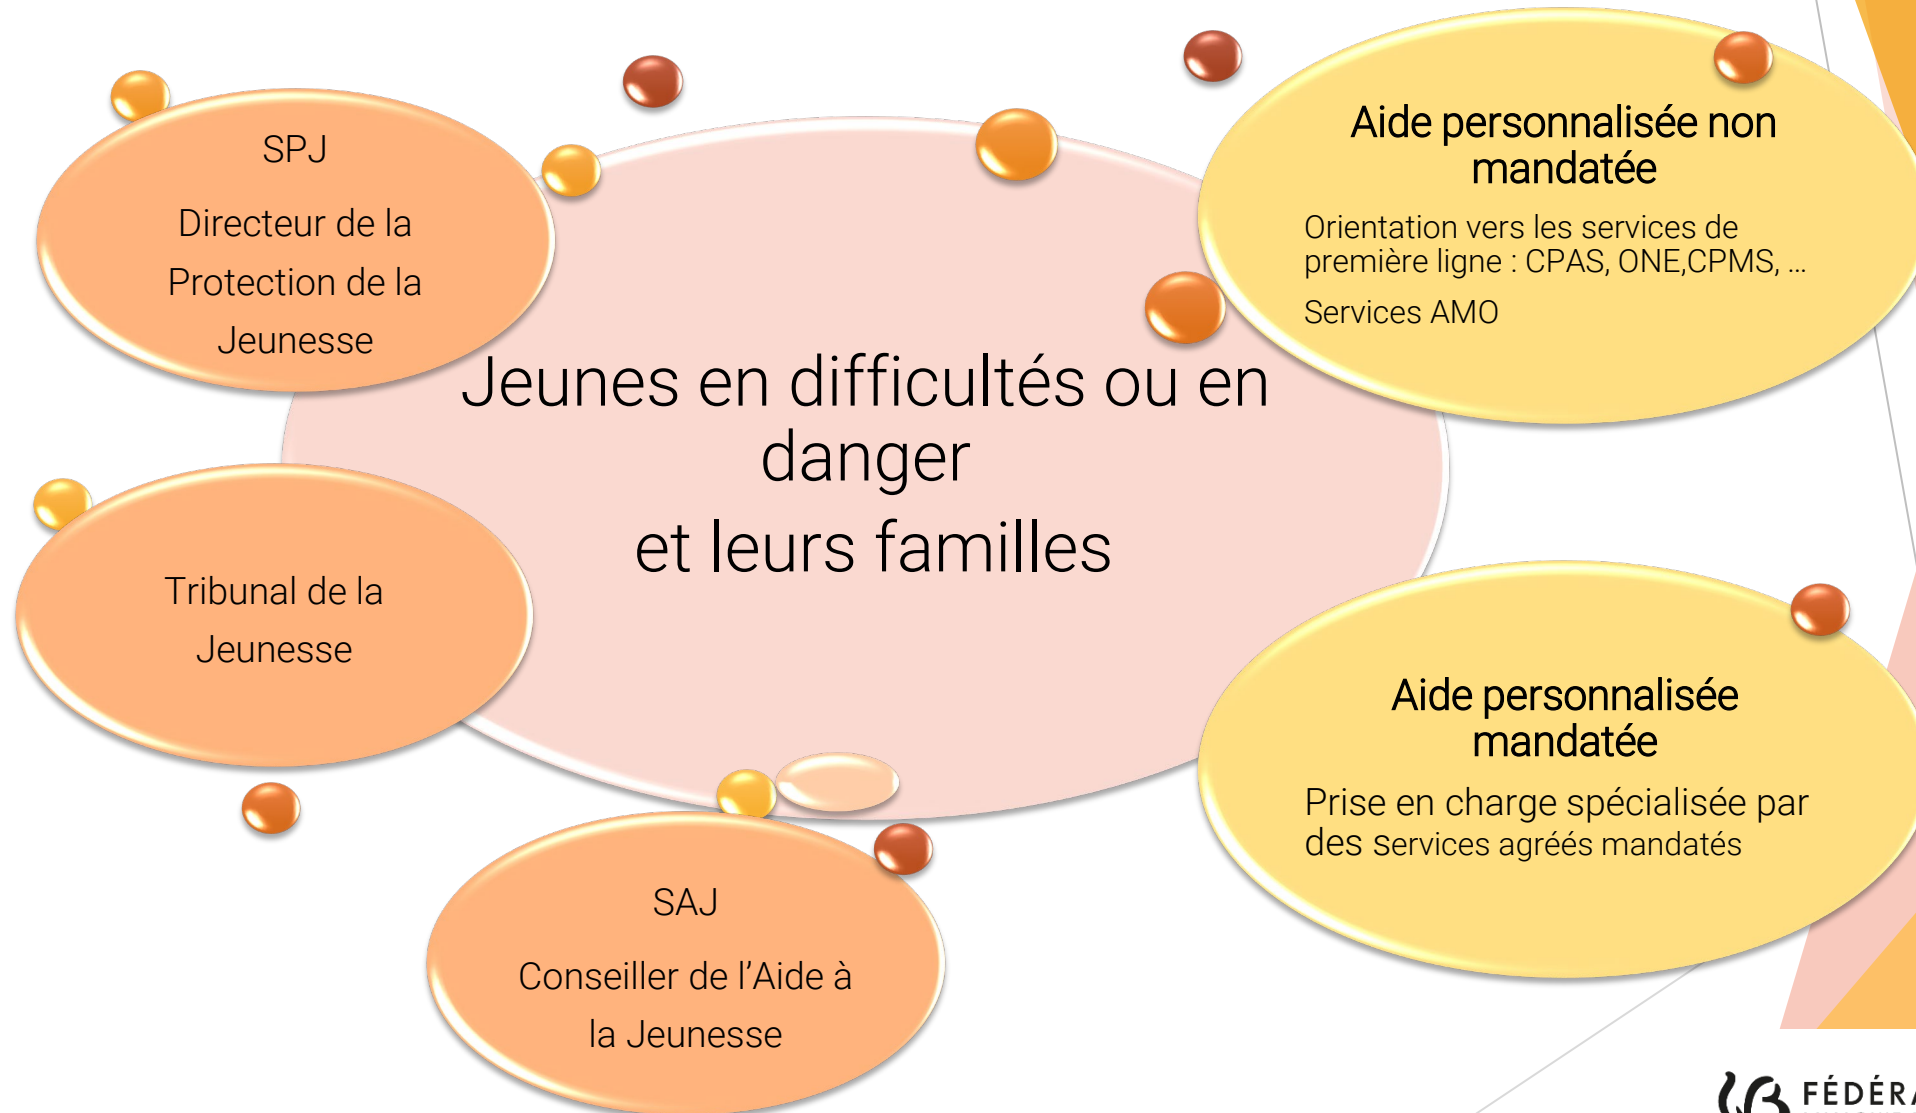 SPJ
Directeur de la
Protection de la
Jeunesse
Aide personnalisée non
mandatée
Orientation vers les services de
première ligne : CPAS, ONE,CPMS, ...
Services AMO
Jeunes en difficultés ou en
danger
et leurs familles
Tribunal de la
Jeunesse
Aide personnalisée
mandatée
Prise en charge spécialisée par
des services agréés mandatés
SAJ
Conseiller de l’Aide à
la Jeunesse